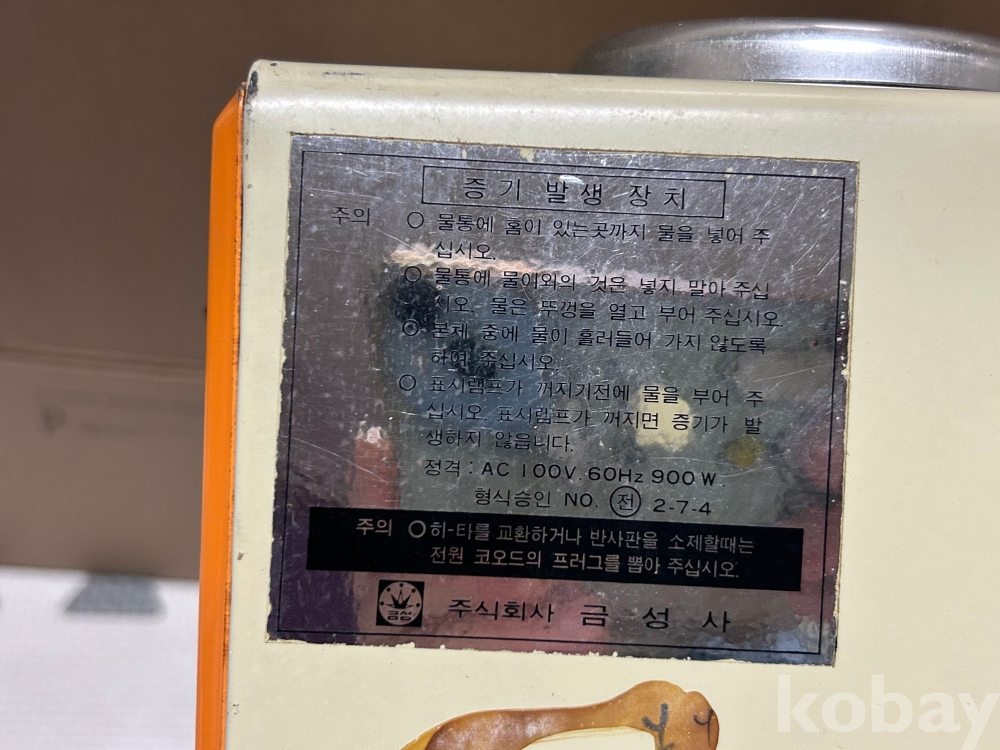 증기 발생 장치
주의 ○ 물통에 홈이 있는곳까지 물을 넣어 주
십시오.
○ 물통에 물이외의 것은 넣지 말아 주십
시오. 물은 뚜껑을 열고 부어 주십시오.
○ 본체 중에 물이 흘러들어 가지 않도록
하여 주십시오.
○ 표시램프가 꺼지기전에 물을 부어 주
십시오 표시램프가 꺼지면 증기가 발
생하지 않읍니다.
정격 : AC 100V. 60Hz 900W.
형식승인 NO. 전 2-7-4
주의 ○ 히-타를 교환하거나 반사판을 소제할때는
전원 코오드의 프러그를 뽑아 주십시오.
금성 주식회사 금성사
kobay